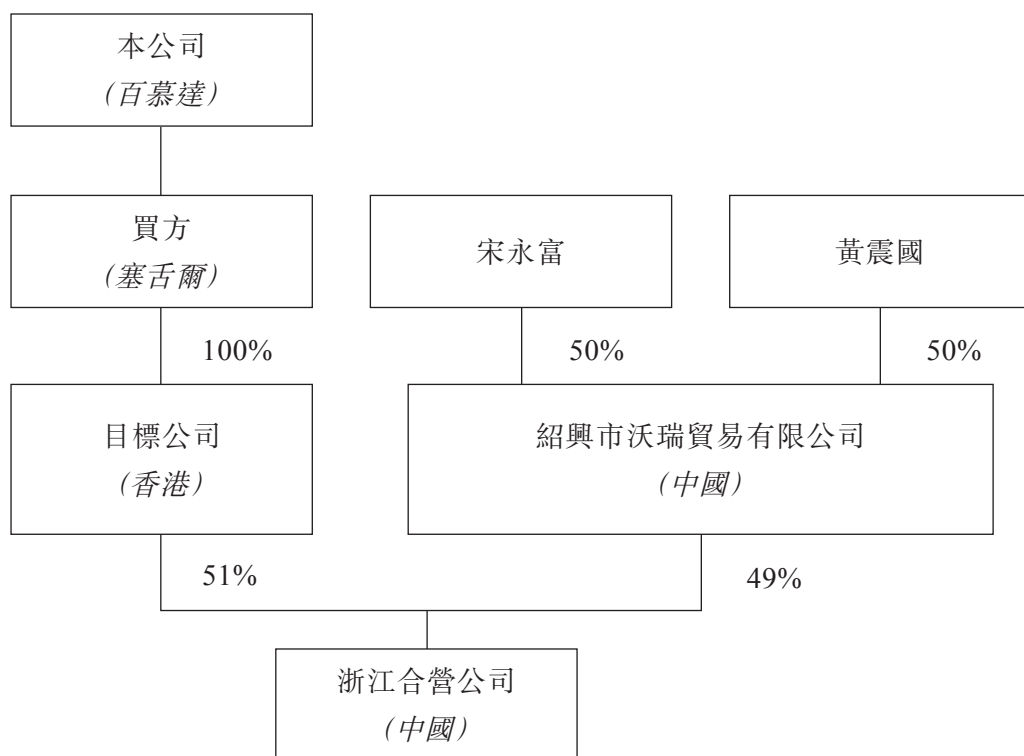 本公司
（百慕達）
買方
（塞舌爾）
宋永富
黃震國
100%
50%
50%
目標公司
（香港）
紹興市沃瑞貿易有限公司
（中國）
51%
49%
浙江合營公司
（中國）